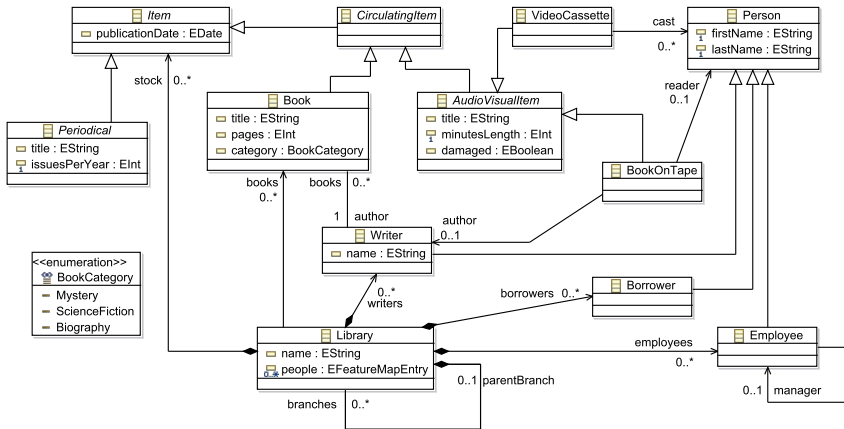 Item
publicationDate : EDate
CirculatingItem
VideoCassette
cast
0..*
Person
firstName : EString
lastName : EString
stock
0..*
reader
0..1
Periodical
title : EString
issuesPerYear : EInt
Book
title : EString
pages : EInt
category : BookCategory
AudioVisualItem
title : EString
minutesLength : EInt
damaged : EBoolean
BookOnTape
books
0..*
books
0..*
1
author
author
0..1
Writer
name : EString
<<enumeration>>
BookCategory
Mystery
ScienceFiction
Biography
0..*
writers
borrowers
0..*
Borrower
Library
name : EString
0..*
people : EFeatureMapEntry
employees
0..*
Employee
0..1
parentBranch
branches
0..*
0..1
manager